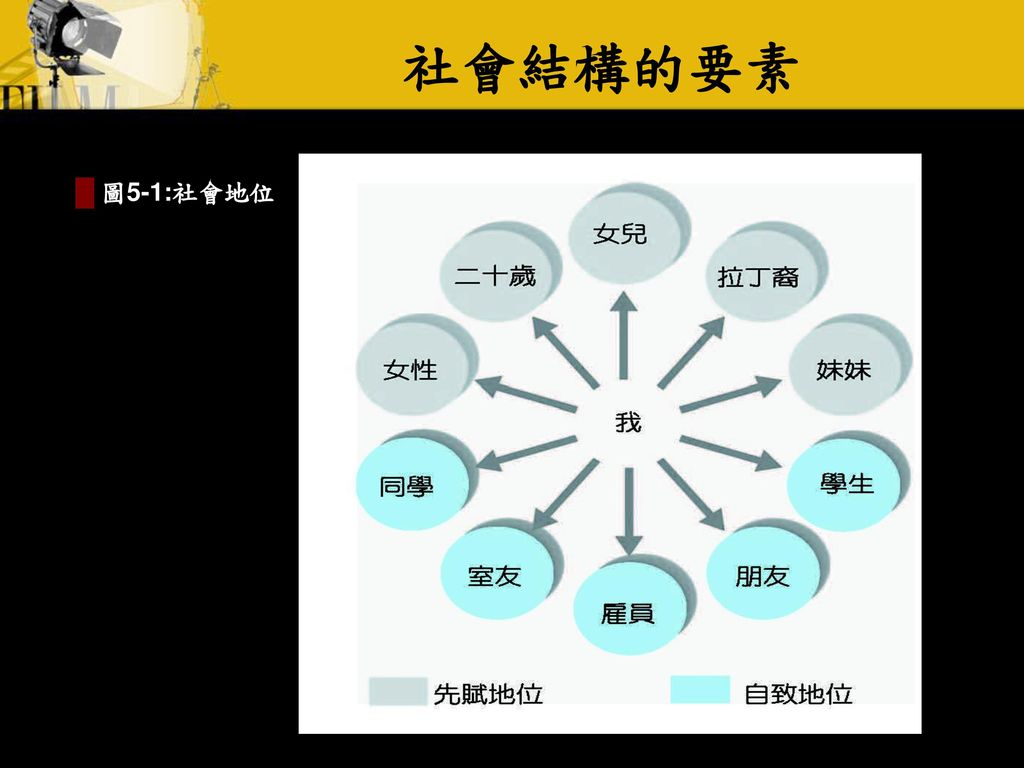 社會結構的要素
圖5-1:社會地位
女兒
二十歲
拉丁裔
女性
妹妹
我
同學
學生
室友
朋友
雇員
先賦地位
自致地位